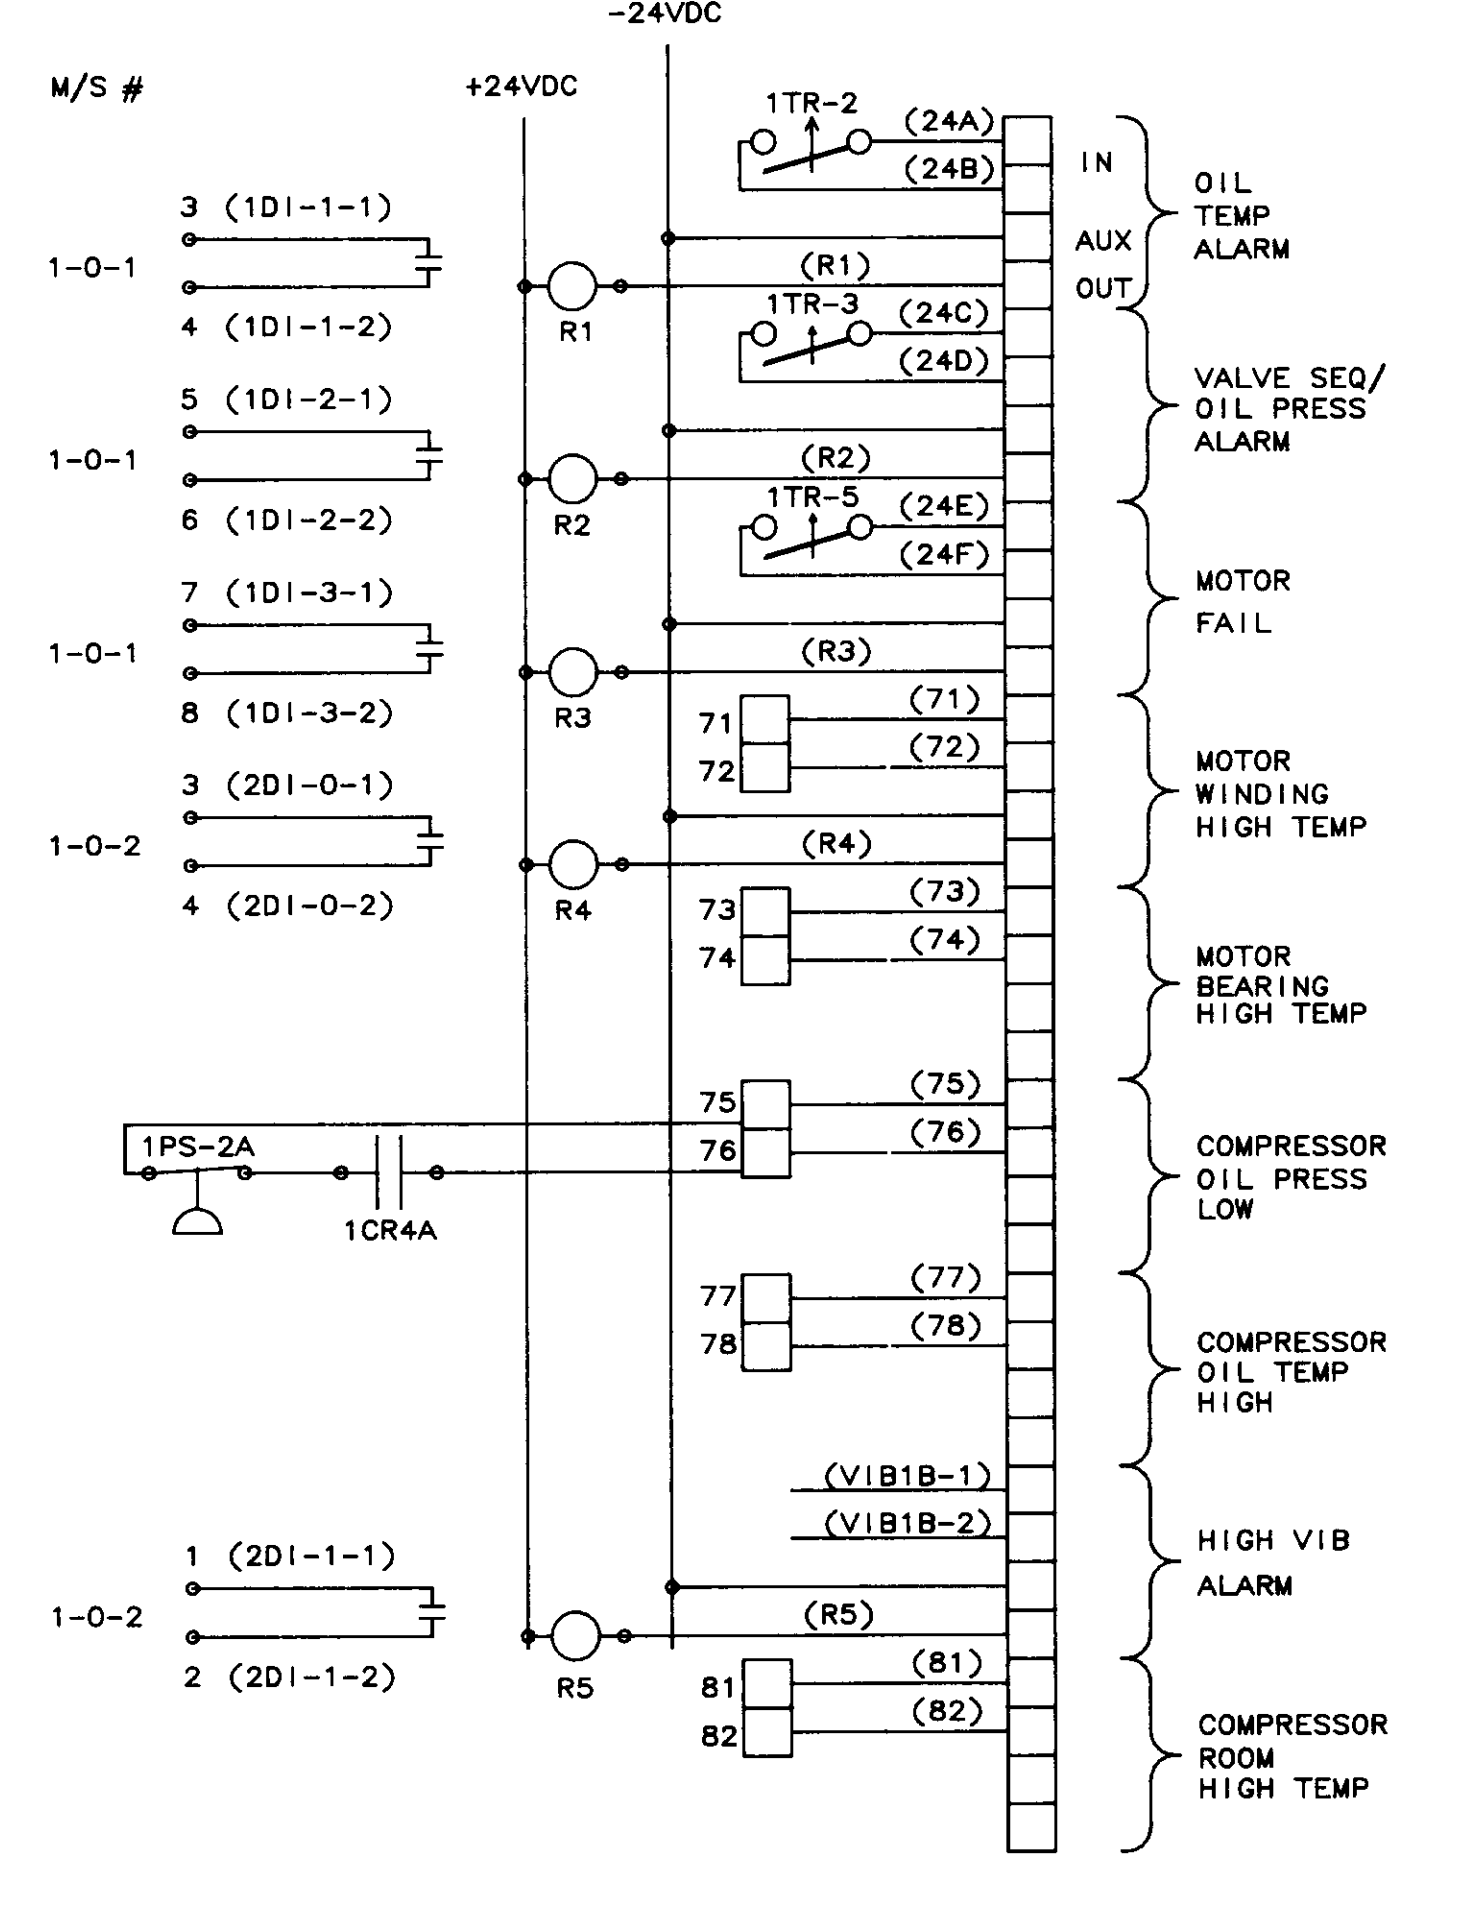 -24VDC
M/S #
+24VDC
1TR-2
(24A)
IN
(24B)
OIL
TEMP
ALARM
3 (1DI-1-1)
AUX
1-0-1
(R1)
OUT
4 (1DI-1-2)
R1
1TR-3
(24C)
(24D)
VALVE SEQ/
OIL PRESS
ALARM
5 (1DI-2-1)
1-0-1
(R2)
6 (1DI-2-2)
R2
1TR-5
(24E)
(24F)
MOTOR
FAIL
7 (1DI-3-1)
1-0-1
(R3)
8 (1DI-3-2)
R3
71
(71)
72
(72)
MOTOR
WINDING
HIGH TEMP
3 (2DI-0-1)
1-0-2
(R4)
4 (2DI-0-2)
R4
73
(73)
74
(74)
MOTOR
BEARING
HIGH TEMP
75
(75)
1PS-2A
76
(76)
COMPRESSOR
OIL PRESS
LOW
1CR4A
77
(77)
78
(78)
COMPRESSOR
OIL TEMP
HIGH
(VIB1B-1)
(VIB1B-2)
HIGH VIB
ALARM
1 (2DI-1-1)
1-0-2
(R5)
2 (2DI-1-2)
R5
81
(81)
82
(82)
COMPRESSOR
ROOM
HIGH TEMP